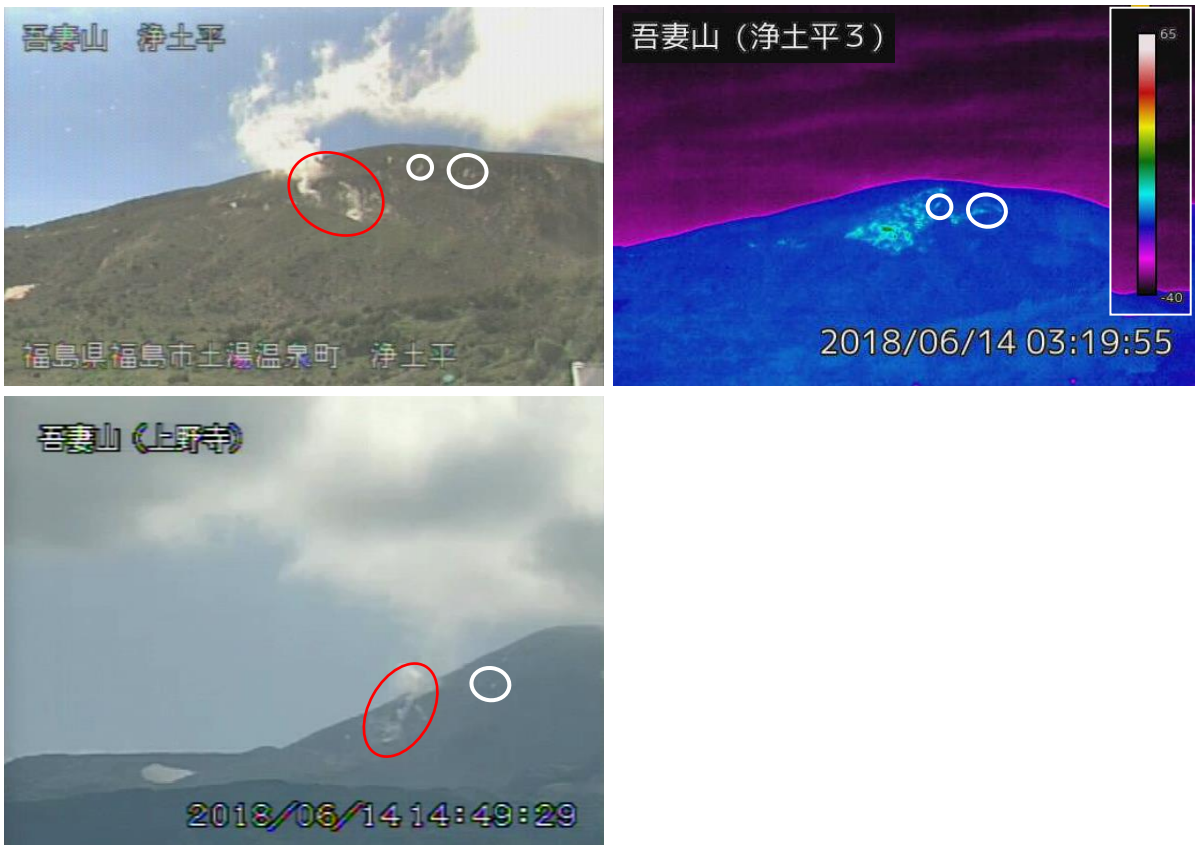 吾妻山　浄土平
福島県福島市土湯温泉町　浄土平
吾妻山（浄土平３）
65
-40
2018/06/14 03:19:55
吾妻山（上野寺）
2018/06/14 14:49:29